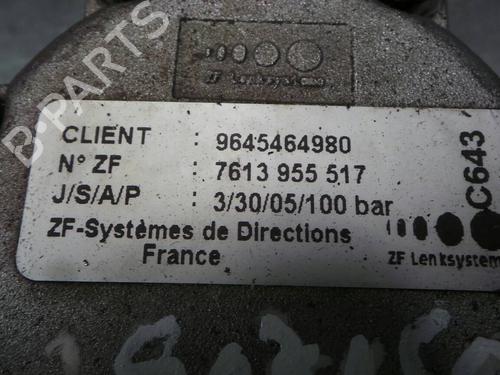 ZF Lenksysteme
B-PARTS
CLIENT : 9645464980
N° ZF : 7613 955 517
J/S/A/P : 3/30/05/100 bar
ZF-Systèmes de Directions
France
C643
ZF Lenksystem